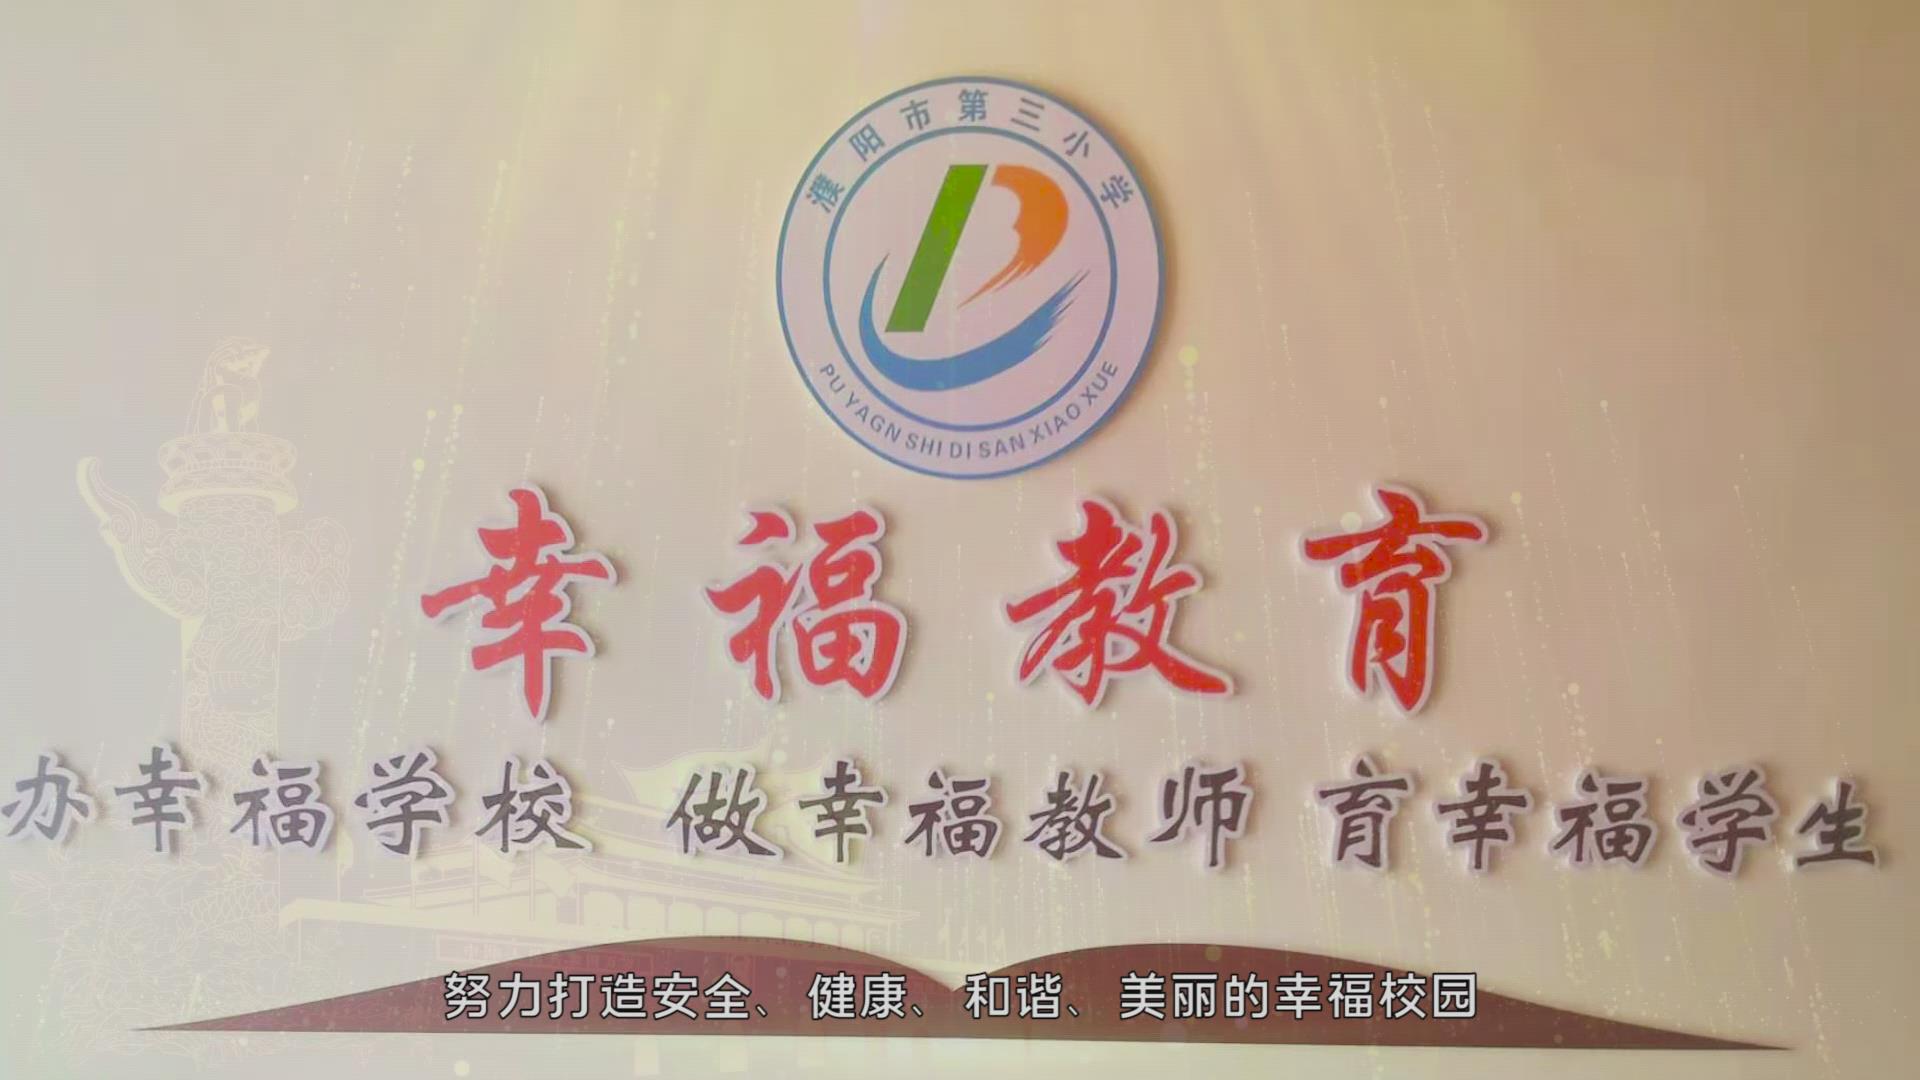 濮阳市第三小学
PU YAGN SHI DI SAN XIAO XUE
幸福教育
办幸福学校 做幸福教师 育幸福学生
努力打造安全、健康、和谐、美丽的幸福校园